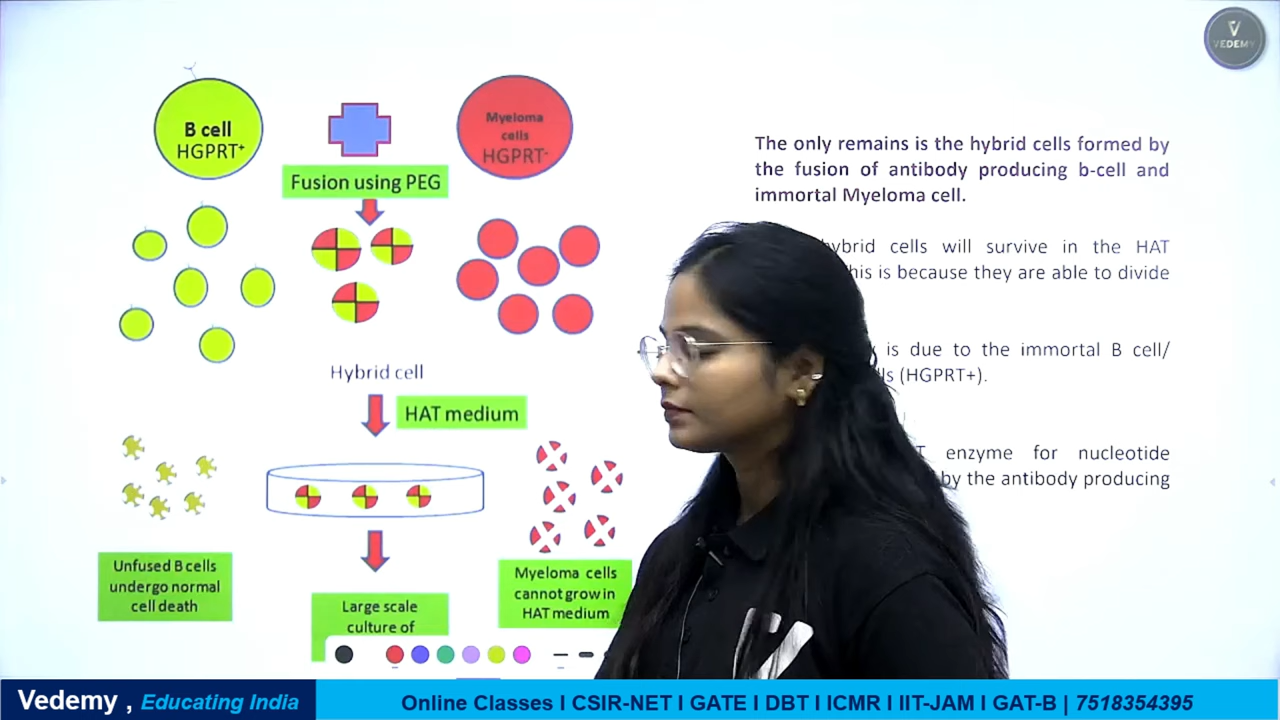 VEDEMY
B cell
HGPRT+
Myeloma
cells
HGPRT-
Fusion using PEG
Hybrid cell
HAT medium
Unfused B cells
undergo normal
cell death
Myeloma cells
cannot grow in
HAT medium
Large scale
culture of
The only remains is the hybrid cells formed by
the fusion of antibody producing b-cell and
immortal Myeloma cell.
hybrid cells will survive in the HAT
this is because they are able to divide
is due to the immortal B cell/
(HGPRT+).
enzyme for nucleotide
by the antibody producing
Vedemy , Educating India
Online Classes I CSIR-NET I GATE I DBT I ICMR I IIT-JAM I GAT-B | 7518354395